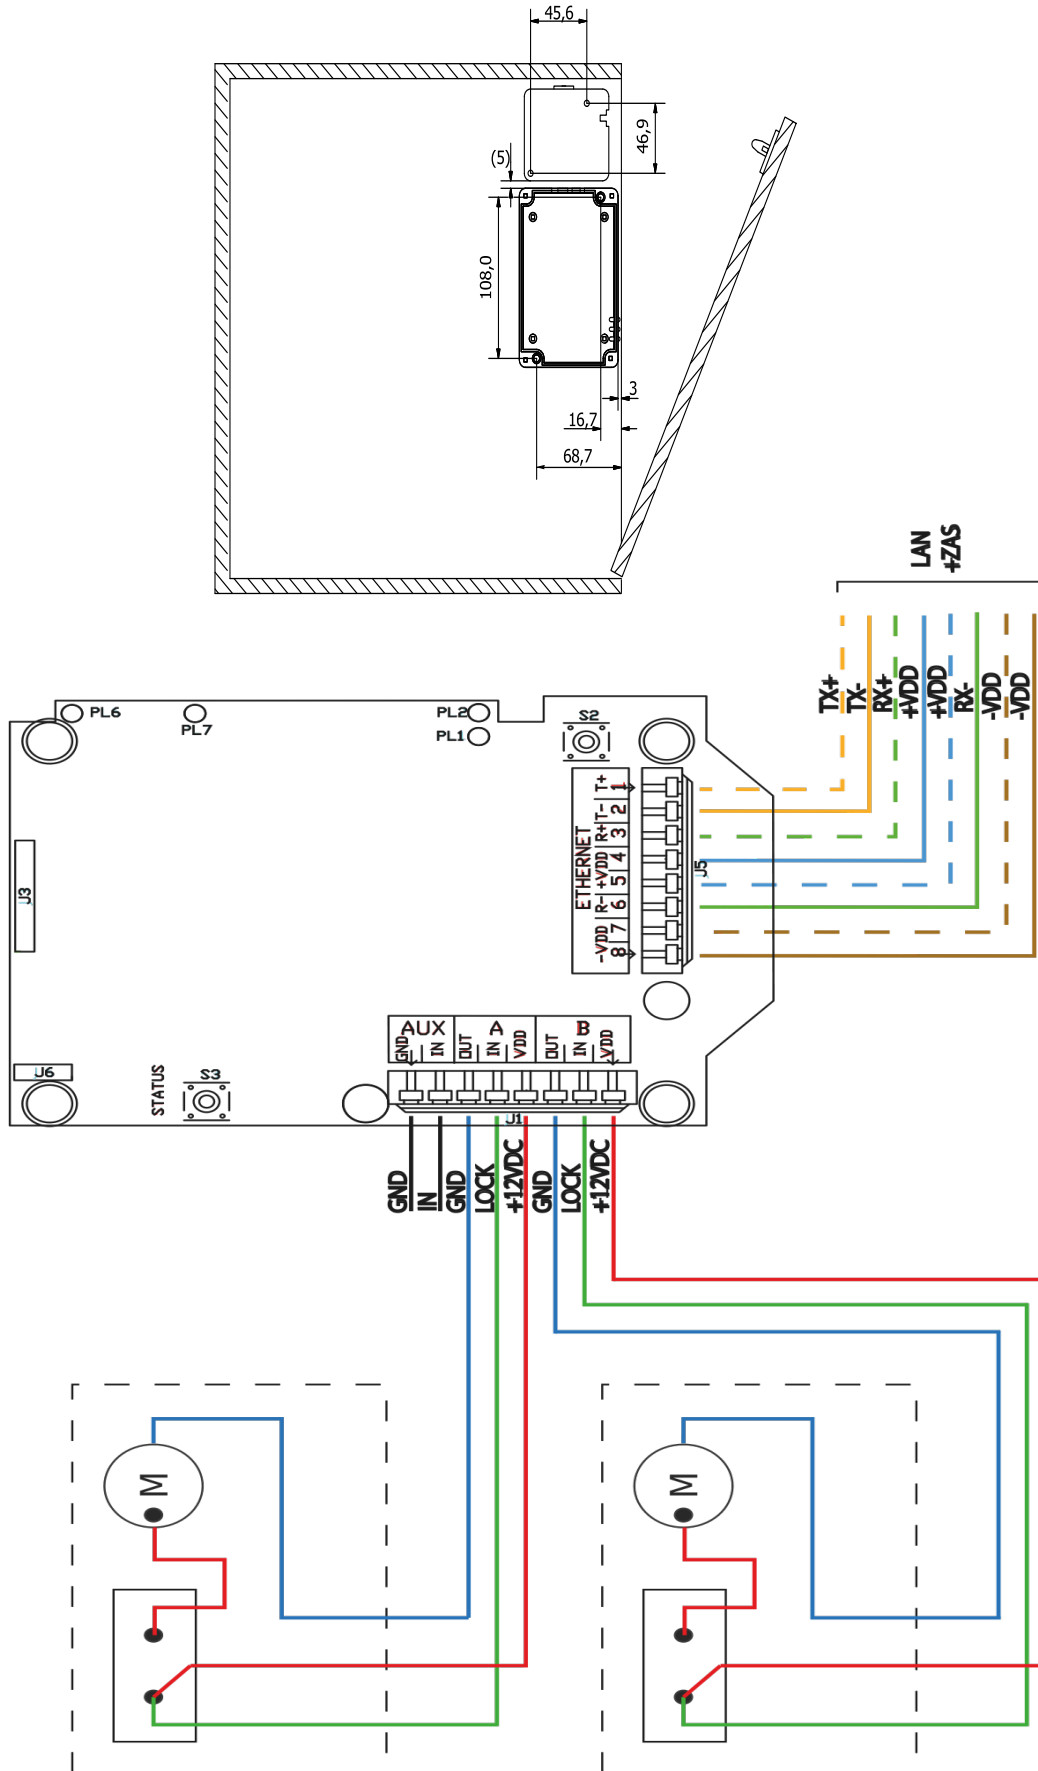 45,6
46,9
(5)
108,0
3
16,7
68,7
LAN
+ZAS
TX+
TX-
RX+
+VDD
+VDD
RX-
-VDD
-VDD
PL6
PL7
PL2
PL1
S2
ETHERNET
T+
T-
R+
+VDD
R-
-VDD
1
2
3
4
5
6
7
8
U5
U3
U6
STATUS
S3
AUX
A
B
GND
IN
OUT
IN
VDD
OUT
IN
VDD
U1
GND
IN
GND
LOCK
+12VDC
GND
LOCK
+12VDC
M
M